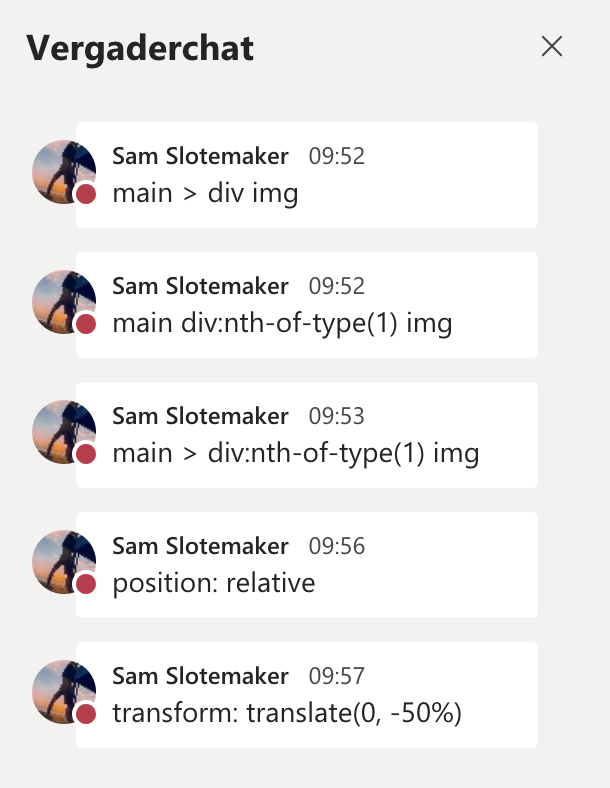 Vergaderchat
Sam Slotemaker 09:52
main > div img
Sam Slotemaker 09:52
main div:nth-of-type(1) img
Sam Slotemaker 09:53
main > div:nth-of-type(1) img
Sam Slotemaker 09:56
position: relative
Sam Slotemaker 09:57
transform: translate(0, -50%)